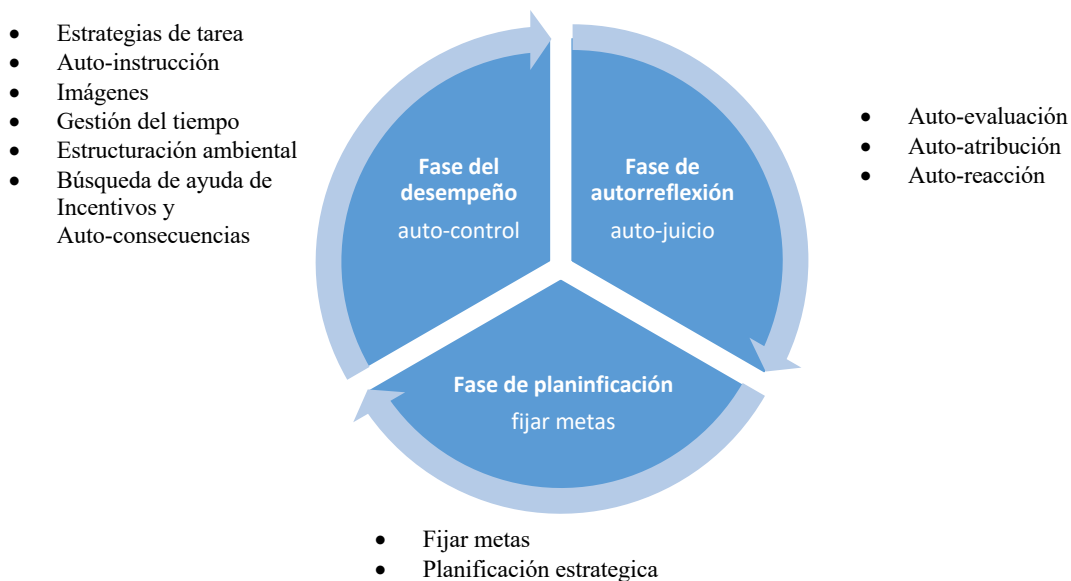 • Estrategias de tarea
• Auto-instrucción
• Imágenes
• Gestión del tiempo
• Estructuración ambiental
• Búsqueda de ayuda de
Incentivos y
Auto-consecuencias
Fase del
desempeño
auto-control
Fase de
autorreflexión
auto-juicio
• Auto-evaluación
• Auto-atribución
• Auto-reacción
Fase de planinficación
fijar metas
• Fijar metas
• Planificación estrategica